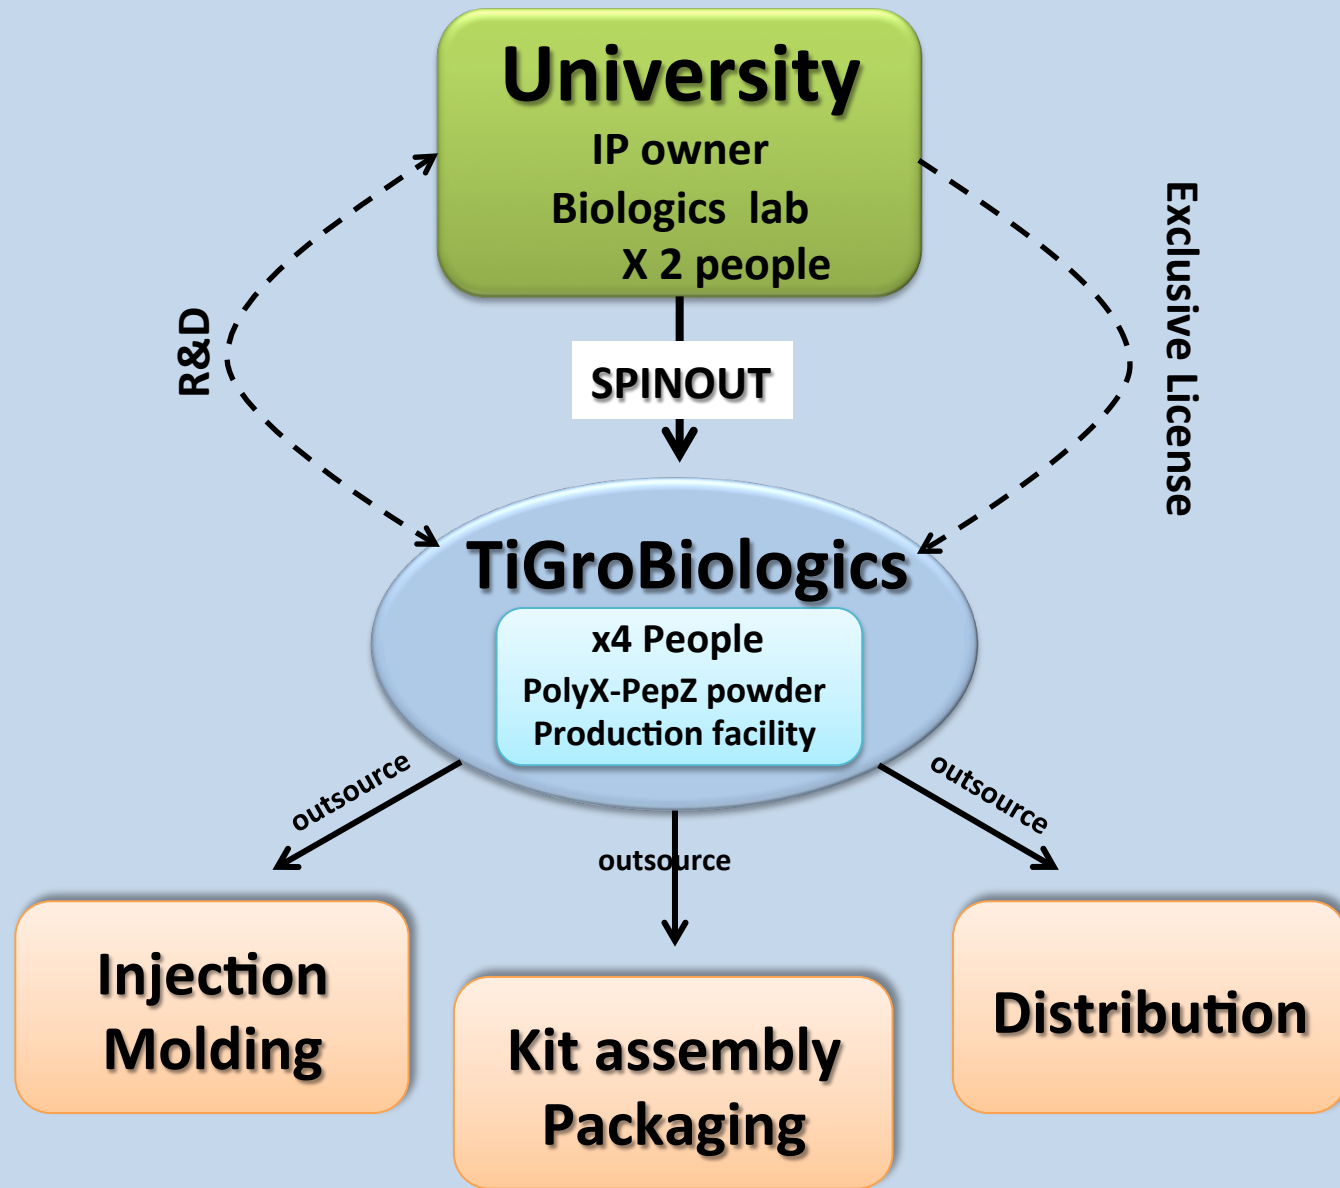 University
IP owner
Biologics lab
X 2 people
R&D
Exclusive License
SPINOUT
TiGroBiologics
x4 People
PolyX-PepZ powder
Production facility
outsource
outsource
outsource
Injection
Molding
Kit assembly
Packaging
Distribution